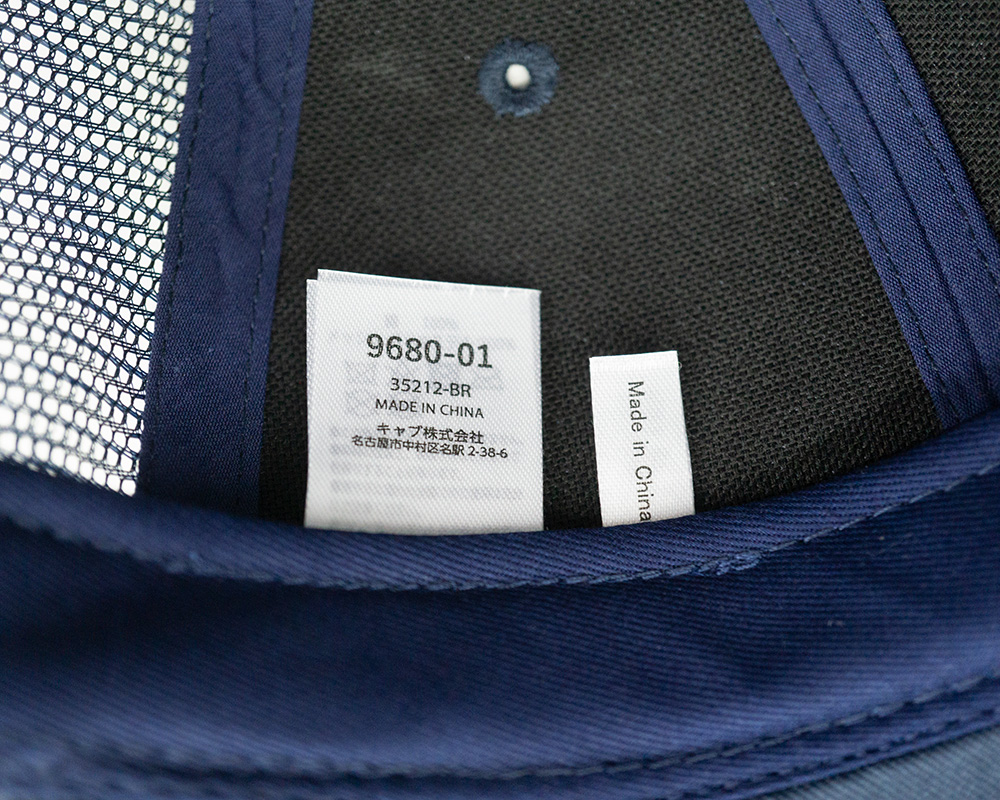 9680-01
35212-BR
MADE IN CHINA
キャブ株式会社
名古屋市中村区名駅 2-38-6
Made in China